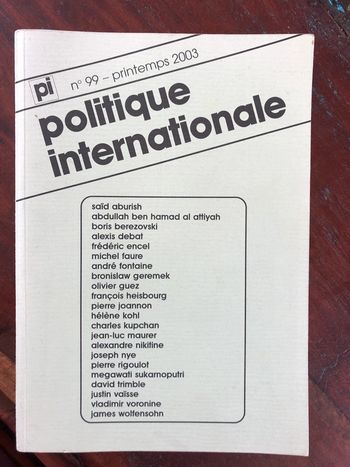 pi n° 99 – printemps 2003
politique
internationale
saïd aburish
abdullah ben hamad al attiyah
boris berezovski
alexis debat
frédéric encel
michel faure
andré fontaine
bronislaw geremek
olivier guez
françois heisbourg
pierre joannon
hélène kohl
charles kupchan
jean-luc maurer
alexandre nikitine
joseph nye
pierre rigoulot
megawati sukarnoputri
david trimble
justin vaïsse
vladimir voronine
james wolfensohn